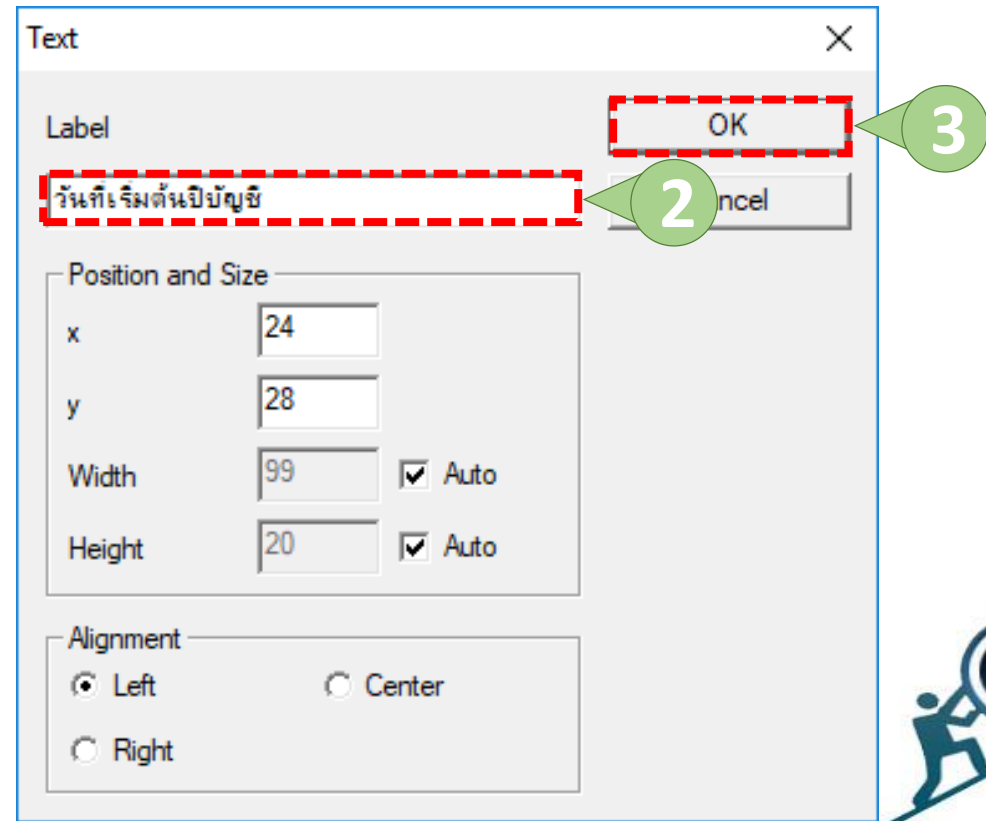 Text
Label
OK
3
วันที่เริ่มต้นปีบัญชี
2
ncel
Position and Size
x
24
y
28
Width
99
Auto
Height
20
Auto
Alignment
Left
Center
Right